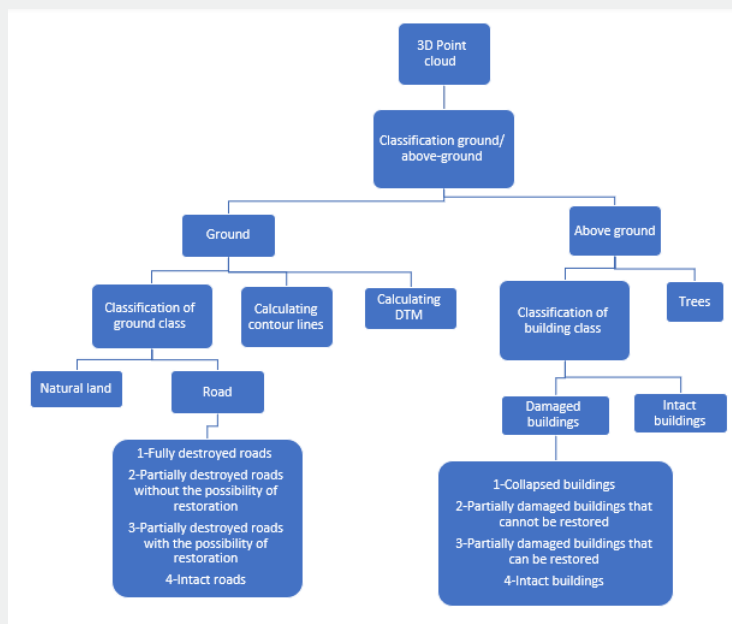 3D Point
cloud
Classification ground/
above-ground
Ground
Above ground
Classification of
ground class
Calculating
contour lines
Calculating
DTM
Classification of
building class
Trees
Natural land
Road
Damaged
buildings
Intact
buildings
1-Fully destroyed roads
2-Partially destroyed roads
without the possibility of
restoration
3-Partially destroyed roads
with the possibility of
restoration
4-Intact roads
1-Collapsed buildings
2-Partially damaged buildings that
cannot be restored
3-Partially damaged buildings that
can be restored
4-Intact buildings